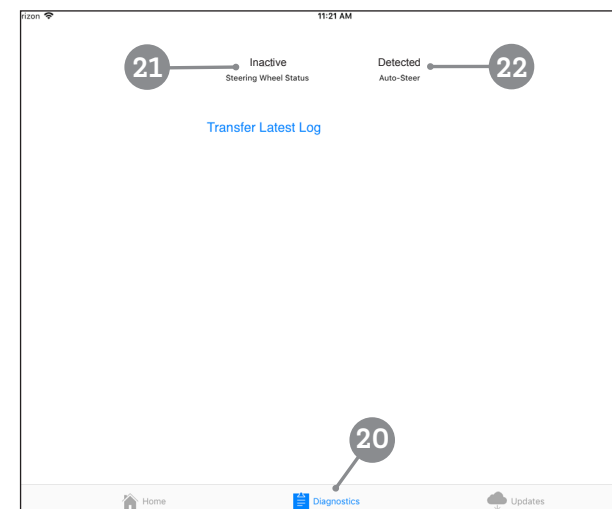 rizon 11:21 AM
21 Inactive Detected 22
Steering Wheel Status Auto-Steer
Transfer Latest Log
20
Home Diagnostics Updates